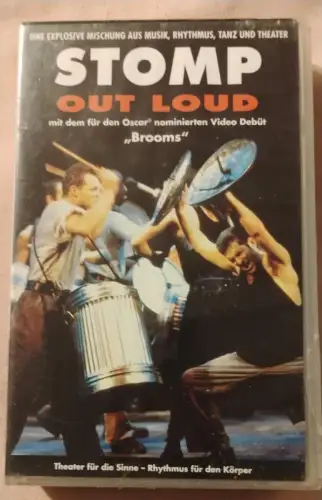 EINE EXPLOSIVE MISCHUNG AUS MUSIK, RHYTHMUS, TANZ UND THEATER
STOMP
OUT LOUD
mit dem für den Oscar® nominierten Video Debüt
„Brooms“
Theater für die Sinne – Rhythmus für den Körper